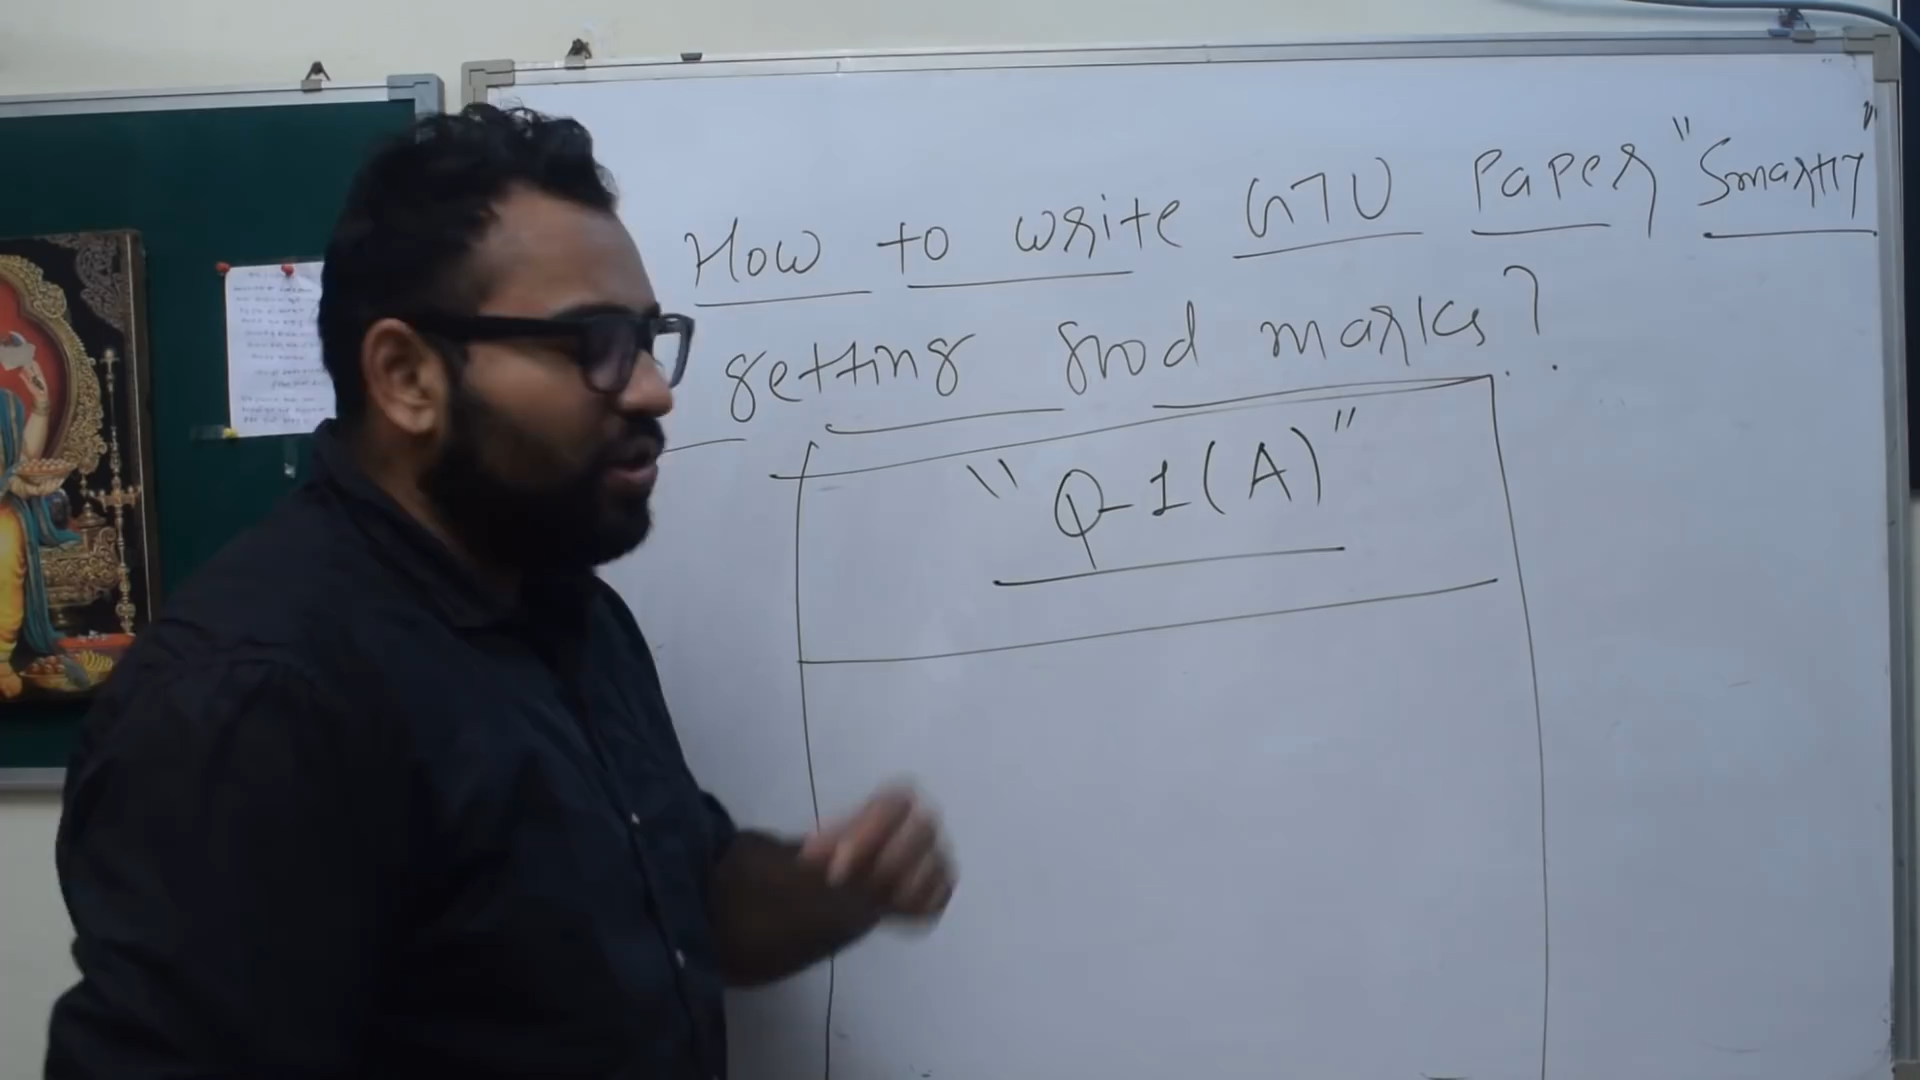 How to write GTU Paper "Smartly"
getting good marks?
"Q-1(A)"